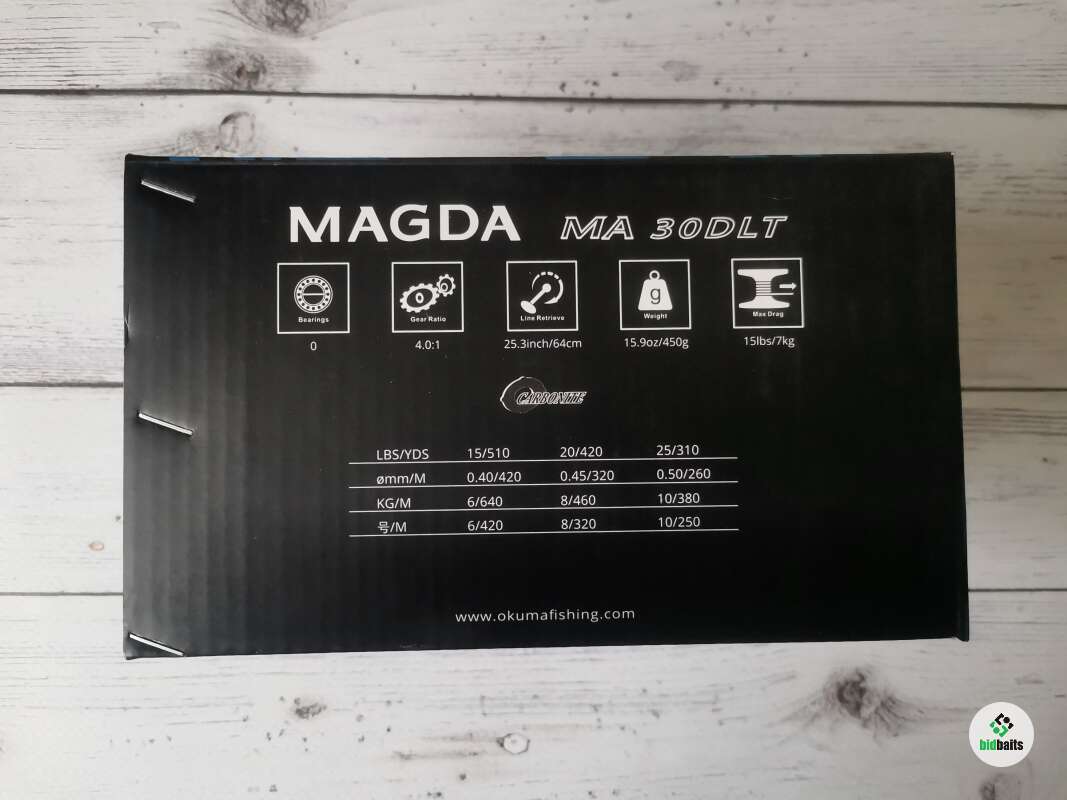 MAGDA MA 30DLT
Bearings Gear Ratio Line Retrieve g Weight Max Drag
0 4.0:1 25.3inch/64cm 15.9oz/450g 15lbs/7kg
CARBONITE
LBS/YDS 15/510 20/420 25/310
ømm/M 0.40/420 0.45/320 0.50/260
KG/M 6/640 8/460 10/380
号/M 6/420 8/320 10/250
www.okumafishing.com
bidbaits